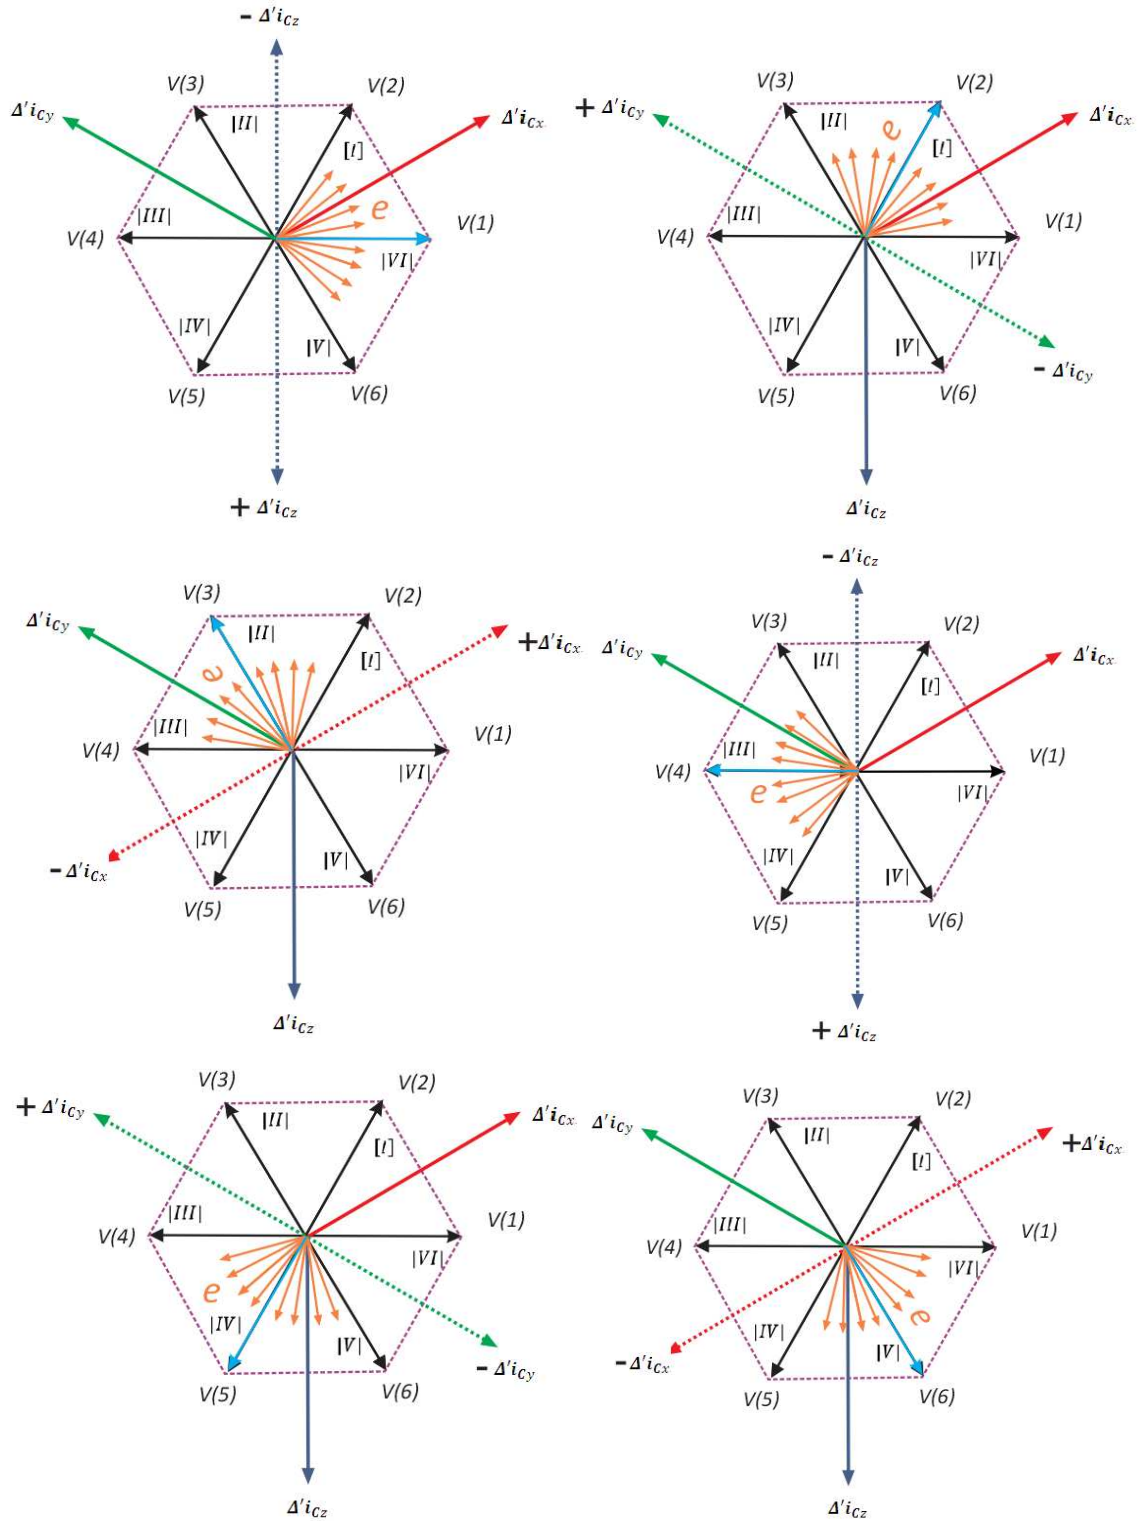 - Δ'i_Cz
V(3) V(2)
Δ'i_Cy |II| Δ'i_Cx
[I]
|III| e V(1)
V(4) |VI|
|IV| |V|
V(5) V(6)
+ Δ'i_Cz
V(3) V(2)
+ Δ'i_Cy |II| e Δ'i_Cx
[I]
|III| V(1)
V(4) |VI|
|IV| |V|
- Δ'i_Cy
V(5) V(6)
Δ'i_Cz
V(3) V(2)
Δ'i_Cy |II| +Δ'i_Cx
e [I]
|III| V(1)
V(4) |VI|
|IV| |V|
- Δ'i_Cx
V(5) V(6)
Δ'i_Cz
- Δ'i_Cz
V(3) V(2)
Δ'i_Cy |II| Δ'i_Cx
[I]
|III| V(1)
V(4) e |VI|
|IV| |V|
V(5) V(6)
+ Δ'i_Cz
V(3) V(2)
+ Δ'i_Cy |II| Δ'i_Cx
[I]
|III| V(1)
V(4) |VI|
e
|IV| |V|
- Δ'i_Cy
V(5) V(6)
Δ'i_Cz
V(3) V(2)
Δ'i_Cy |II| +Δ'i_Cx
[I]
|III| V(1)
V(4) |VI|
e
|IV| |V|
-Δ'i_Cx
V(5) V(6)
Δ'i_Cz